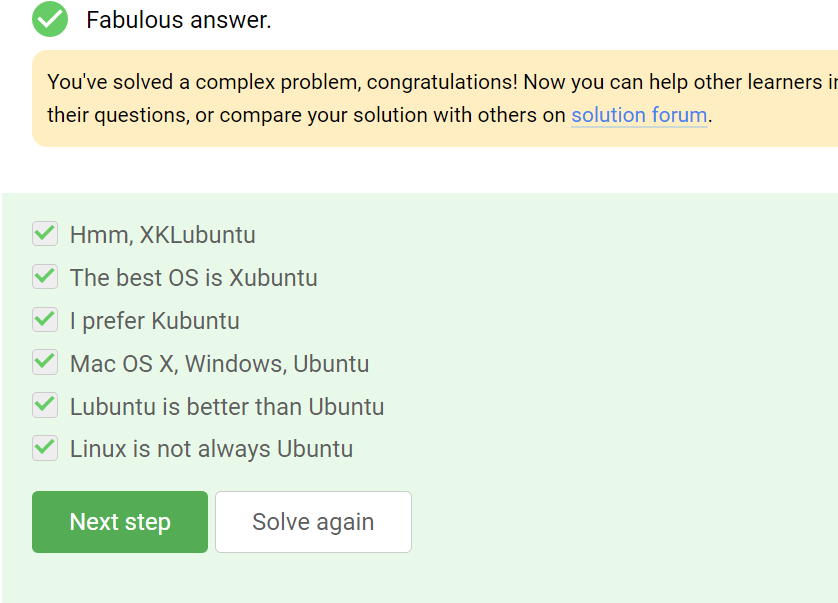 Fabulous answer.
You've solved a complex problem, congratulations! Now you can help other learners
their questions, or compare your solution with others on solution forum.
Hmm, XKLubuntu
The best OS is Xubuntu
I prefer Kubuntu
Mac OS X, Windows, Ubuntu
Lubuntu is better than Ubuntu
Linux is not always Ubuntu
Next step Solve again